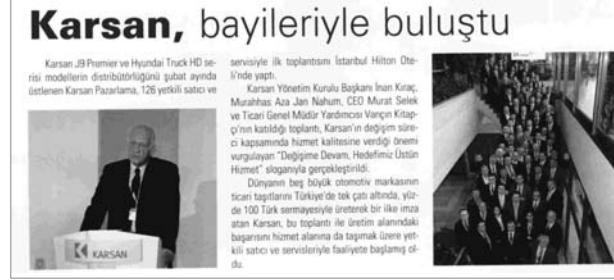 Karsan, bayileriyle buluştu
Karsan J9 Premier ve Hyundai Truck HD se-
risi modellerin distribütörlüğünü şubat ayında
üstlenen Karsan Pazarlama, 126 yetkili satıcı ve
servisiyle ilk toplantısını İstanbul Hilton Ote-
li'nde yaptı.
Karsan Yönetim Kurulu Başkanı İnan Kıraç,
Murahhas Aza Jan Nahum, CEO Murat Selek
ve Ticari Genel Müdür Yardımcısı Vançın Kitap-
çı'nın katıldığı toplantı, Karsan'ın değişim süre-
ci kapsamında hizmet kalitesine verdiği önemi
vurgulayan "Değişime Devam, Hedefimiz Üstün
Hizmet" sloganıyla gerçekleştirildi.
Dünyanın beş büyük otomotiv markasının
ticari taşıtlarını Türkiye'de tek çatı altında, yüz-
de 100 Türk sermayesiyle üreterek bir ilke imza
atan Karsan, bu toplantı ile üretim alanındaki
başarısını hizmet alanına da taşımak üzere yet-
kili satıcı ve servisleriyle faaliyete başlamış ol-
du.
KARSAN